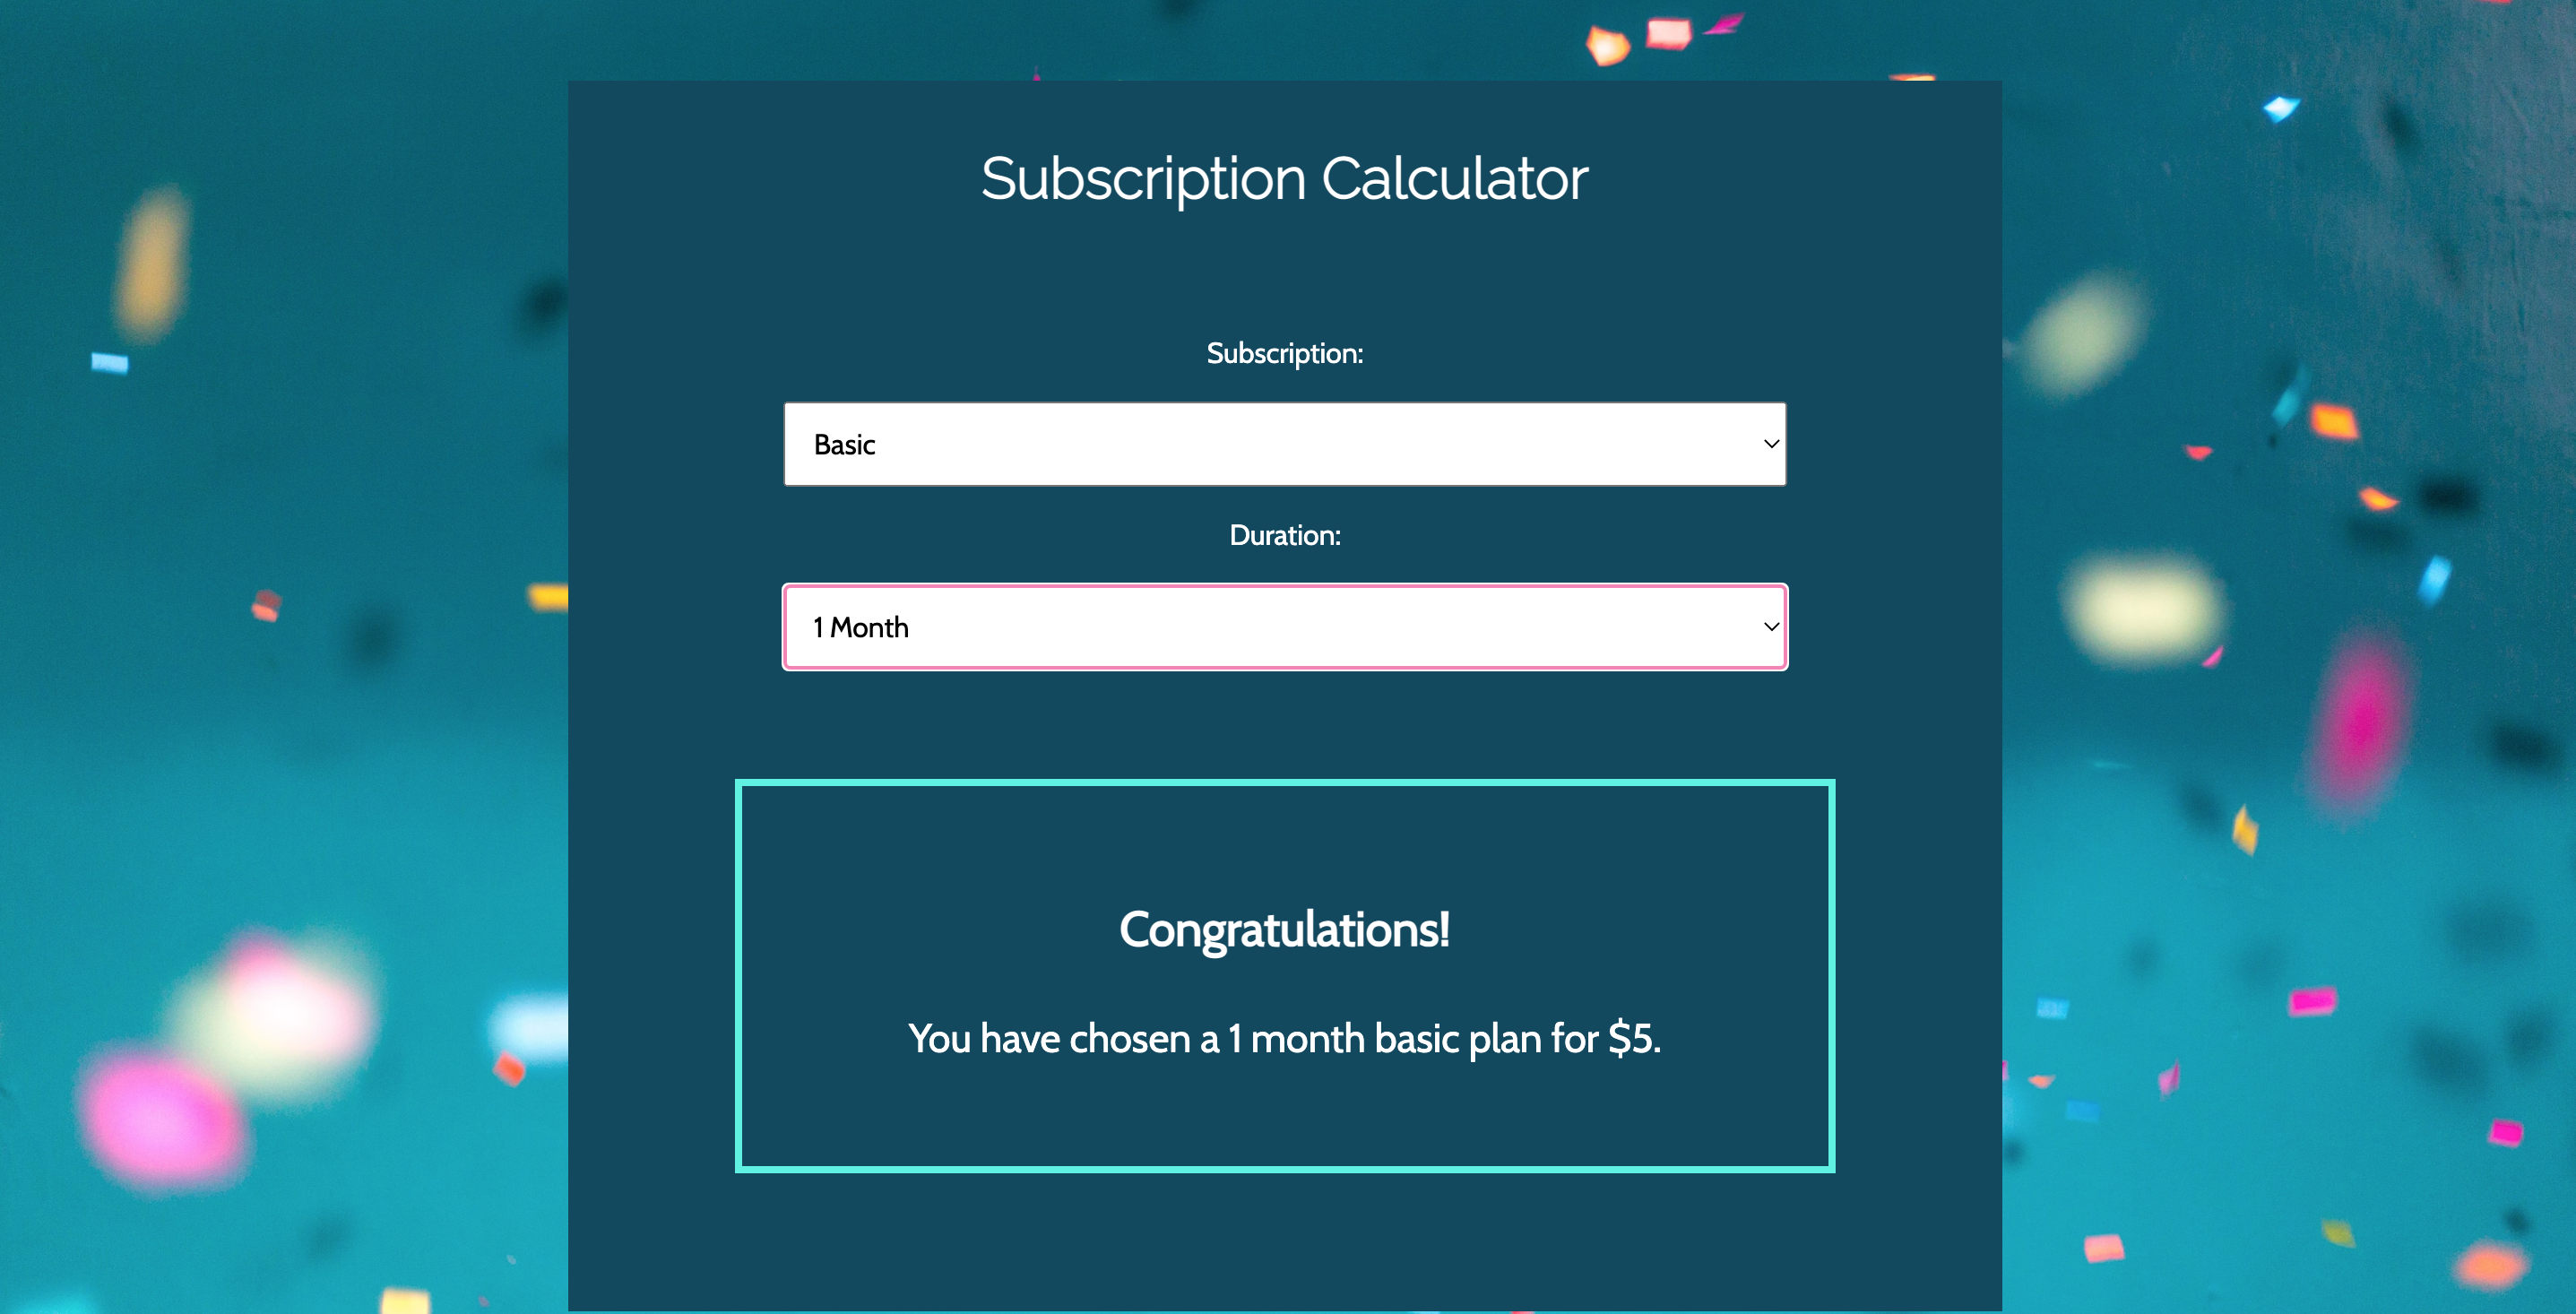 Subscription Calculator
Subscription:
Basic
Duration:
1 Month
Congratulations!
You have chosen a 1 month basic plan for $5.